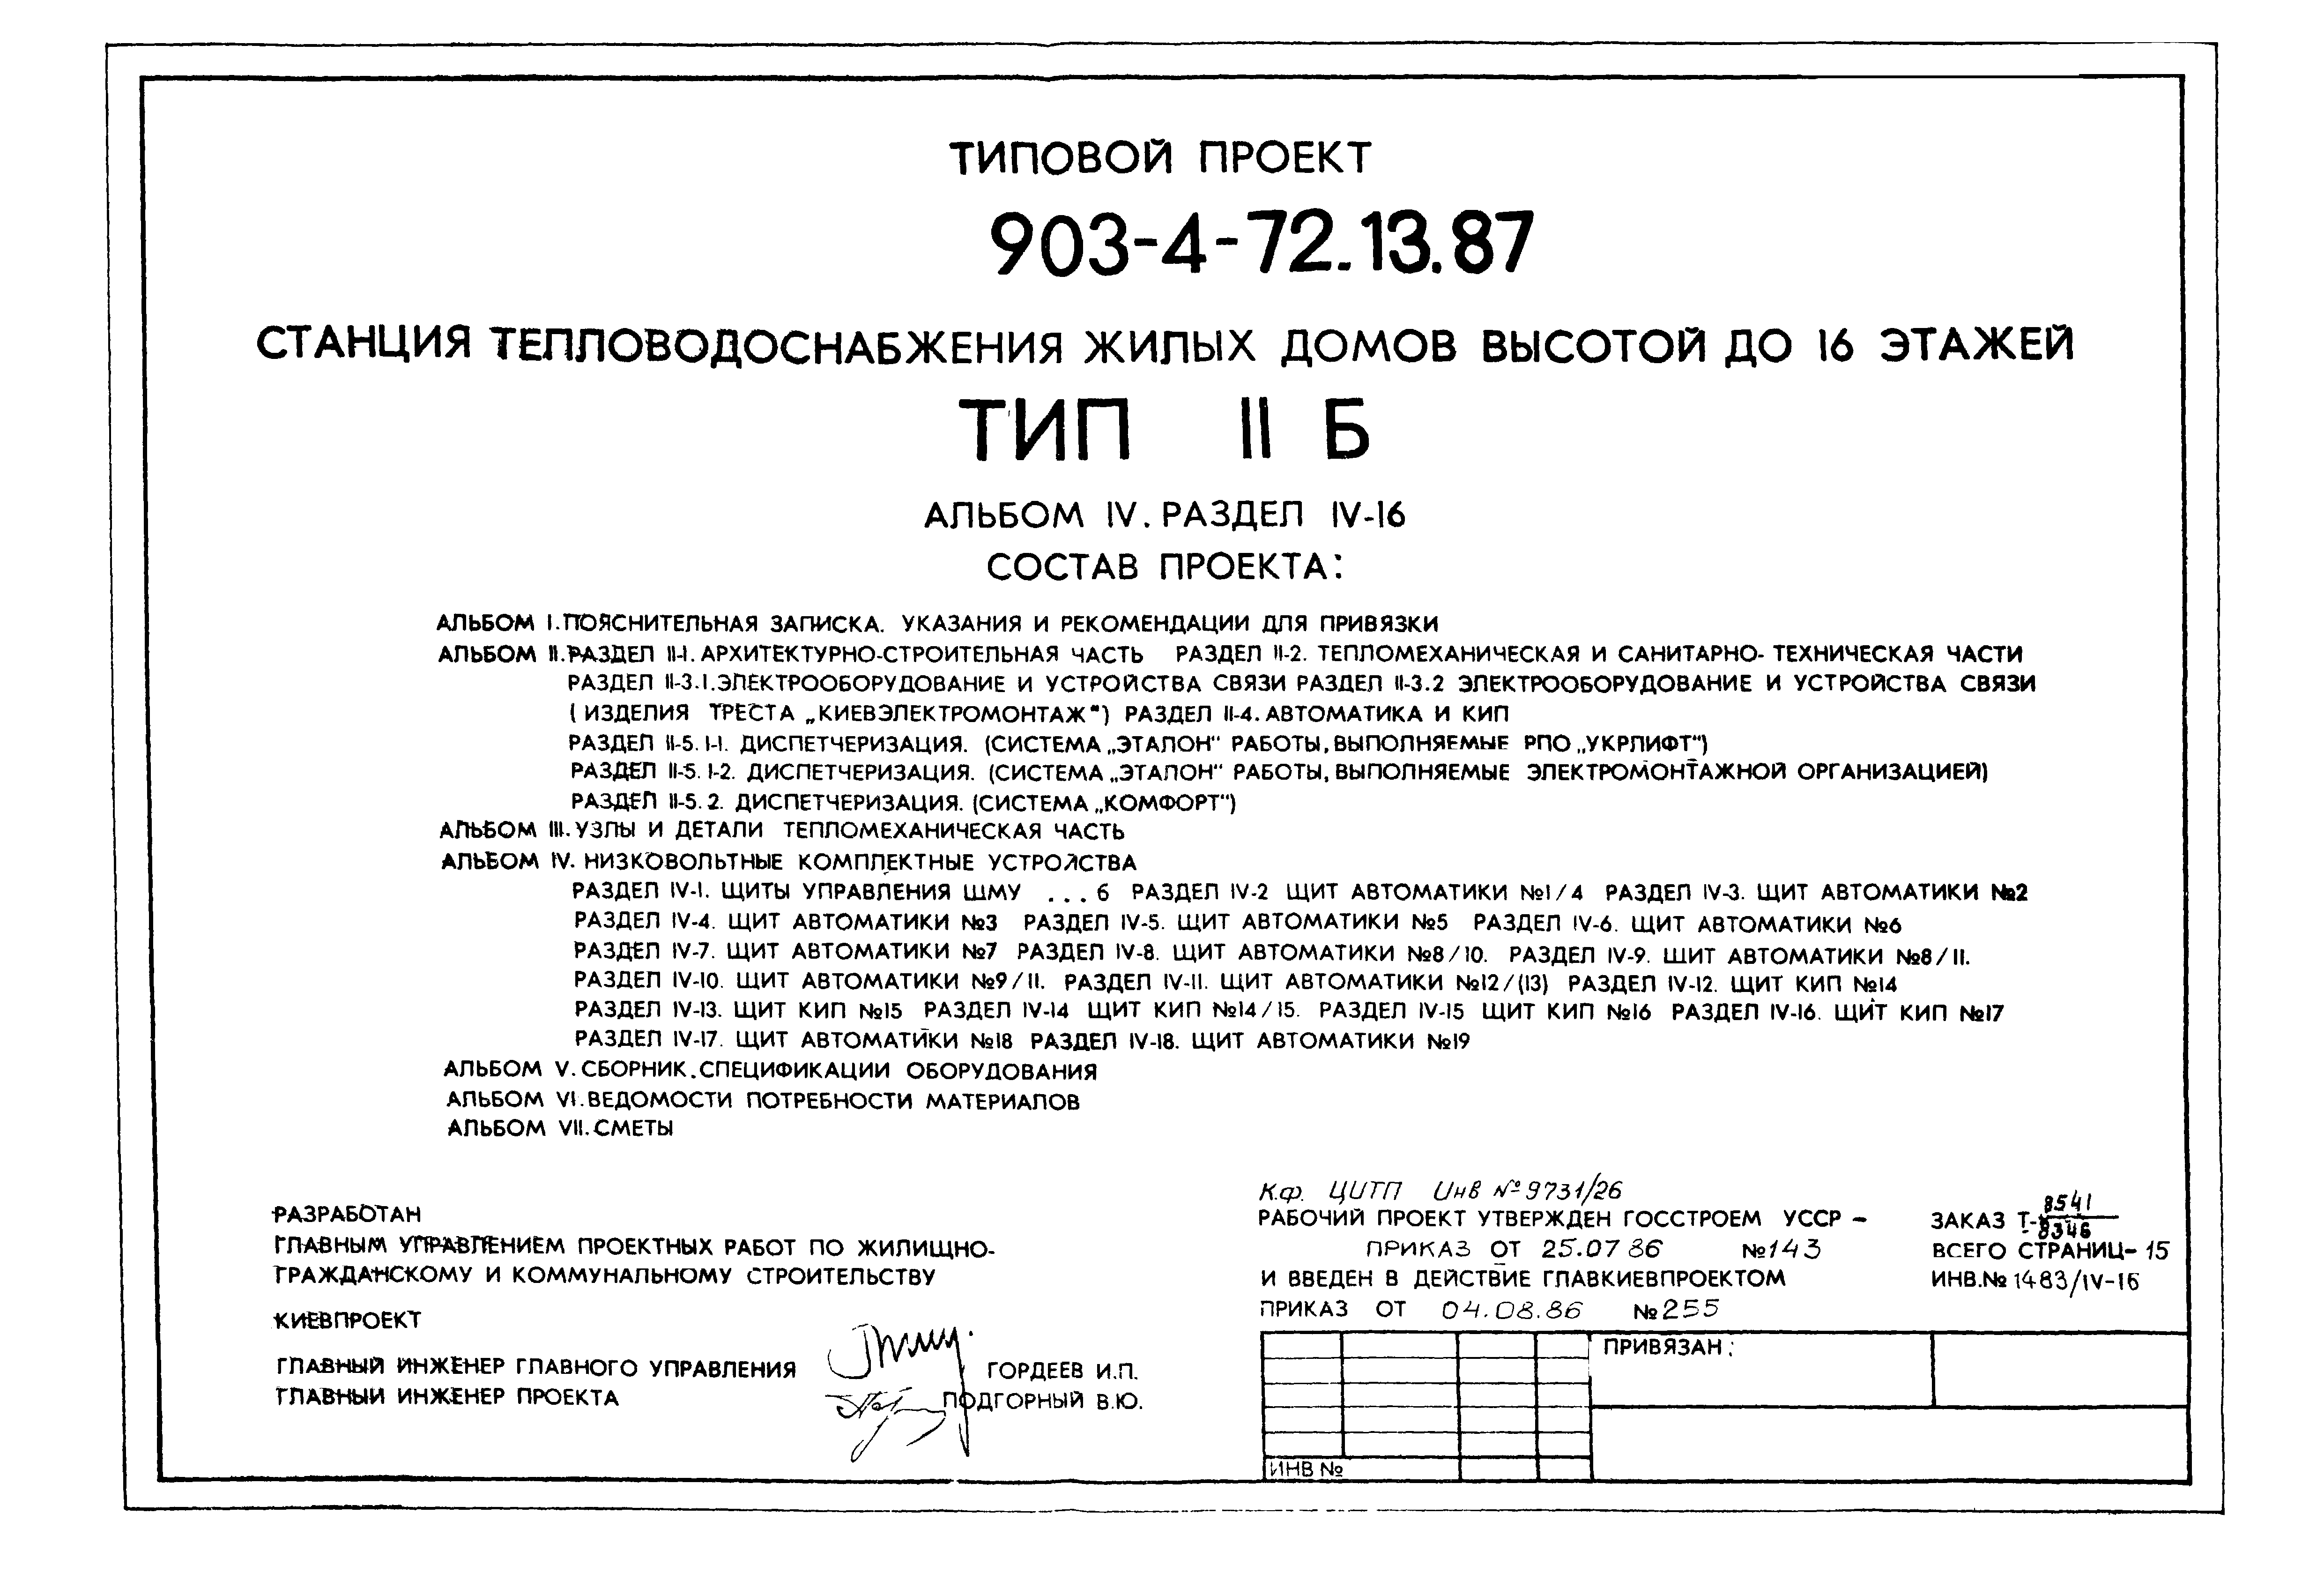 ТИПОВОЙ ПРОЕКТ
903-4-72.13.87
СТАНЦИЯ ТЕПЛОВОДОСНАБЖЕНИЯ ЖИЛЫХ ДОМОВ ВЫСОТОЙ ДО 16 ЭТАЖЕЙ
ТИП II Б
АЛЬБОМ IV. РАЗДЕЛ IV-16
СОСТАВ ПРОЕКТА:
АЛЬБОМ I. ПОЯСНИТЕЛЬНАЯ ЗАПИСКА. УКАЗАНИЯ И РЕКОМЕНДАЦИИ ДЛЯ ПРИВЯЗКИ
АЛЬБОМ II. РАЗДЕЛ II-1. АРХИТЕКТУРНО-СТРОИТЕЛЬНАЯ ЧАСТЬ РАЗДЕЛ II-2. ТЕПЛОМЕХАНИЧЕСКАЯ И САНИТАРНО-ТЕХНИЧЕСКАЯ ЧАСТИ
РАЗДЕЛ II-3.1. ЭЛЕКТРООБОРУДОВАНИЕ И УСТРОЙСТВА СВЯЗИ РАЗДЕЛ II-3.2 ЭЛЕКТРООБОРУДОВАНИЕ И УСТРОЙСТВА СВЯЗИ
(ИЗДЕЛИЯ ТРЕСТА „КИЕВЭЛЕКТРОМОНТАЖ") РАЗДЕЛ II-4. АВТОМАТИКА И КИП
РАЗДЕЛ II-5.1-1. ДИСПЕТЧЕРИЗАЦИЯ. (СИСТЕМА „ЭТАЛОН" РАБОТЫ, ВЫПОЛНЯЕМЫЕ РПО „УКРЛИФТ")
РАЗДЕЛ II-5.1-2. ДИСПЕТЧЕРИЗАЦИЯ. (СИСТЕМА „ЭТАЛОН" РАБОТЫ, ВЫПОЛНЯЕМЫЕ ЭЛЕКТРОМОНТАЖНОЙ ОРГАНИЗАЦИЕЙ)
РАЗДЕЛ II-5.2. ДИСПЕТЧЕРИЗАЦИЯ. (СИСТЕМА „КОМФОРТ")
АЛЬБОМ III. УЗЛЫ И ДЕТАЛИ ТЕПЛОМЕХАНИЧЕСКАЯ ЧАСТЬ
АЛЬБОМ IV. НИЗКОВОЛЬТНЫЕ КОМПЛЕКТНЫЕ УСТРОЙСТВА
РАЗДЕЛ IV-1. ЩИТЫ УПРАВЛЕНИЯ ШМУ ... 6 РАЗДЕЛ IV-2 ЩИТ АВТОМАТИКИ №1/4 РАЗДЕЛ IV-3. ЩИТ АВТОМАТИКИ №2
РАЗДЕЛ IV-4. ЩИТ АВТОМАТИКИ №3 РАЗДЕЛ IV-5. ЩИТ АВТОМАТИКИ №5 РАЗДЕЛ IV-6. ЩИТ АВТОМАТИКИ №6
РАЗДЕЛ IV-7. ЩИТ АВТОМАТИКИ №7 РАЗДЕЛ IV-8. ЩИТ АВТОМАТИКИ №8/10. РАЗДЕЛ IV-9. ЩИТ АВТОМАТИКИ №8/11.
РАЗДЕЛ IV-10. ЩИТ АВТОМАТИКИ №9/11. РАЗДЕЛ IV-11. ЩИТ АВТОМАТИКИ №12/(13) РАЗДЕЛ IV-12. ЩИТ КИП №14
РАЗДЕЛ IV-13. ЩИТ КИП №15 РАЗДЕЛ IV-14 ЩИТ КИП №14/15. РАЗДЕЛ IV-15 ЩИТ КИП №16 РАЗДЕЛ IV-16. ЩИТ КИП №17
РАЗДЕЛ IV-17. ЩИТ АВТОМАТИКИ №18 РАЗДЕЛ IV-18. ЩИТ АВТОМАТИКИ №19
АЛЬБОМ V. СБОРНИК. СПЕЦИФИКАЦИИ ОБОРУДОВАНИЯ
АЛЬБОМ VI. ВЕДОМОСТИ ПОТРЕБНОСТИ МАТЕРИАЛОВ
АЛЬБОМ VII. СМЕТЫ
РАЗРАБОТАН
ГЛАВНЫМ УПРАВЛЕНИЕМ ПРОЕКТНЫХ РАБОТ ПО ЖИЛИЩНО-
ГРАЖДАНСКОМУ И КОММУНАЛЬНОМУ СТРОИТЕЛЬСТВУ
КИЕВПРОЕКТ
ГЛАВНЫЙ ИНЖЕНЕР ГЛАВНОГО УПРАВЛЕНИЯ ГОРДЕЕВ И.П.
ГЛАВНЫЙ ИНЖЕНЕР ПРОЕКТА ПОДГОРНЫЙ В.Ю.
К.ф. ЦИТП Инв № 9731/26
РАБОЧИЙ ПРОЕКТ УТВЕРЖДЕН ГОССТРОЕМ УССР –
ПРИКАЗ ОТ 25.07 86 №143
И ВВЕДЕН В ДЕЙСТВИЕ ГЛАВКИЕВПРОЕКТОМ
ПРИКАЗ ОТ 04.08.86 №255
8541
ЗАКАЗ Т-
8346
ВСЕГО СТРАНИЦ- 15
ИНВ.№ 1483/IV-16
ПРИВЯЗАН:
ИНВ №